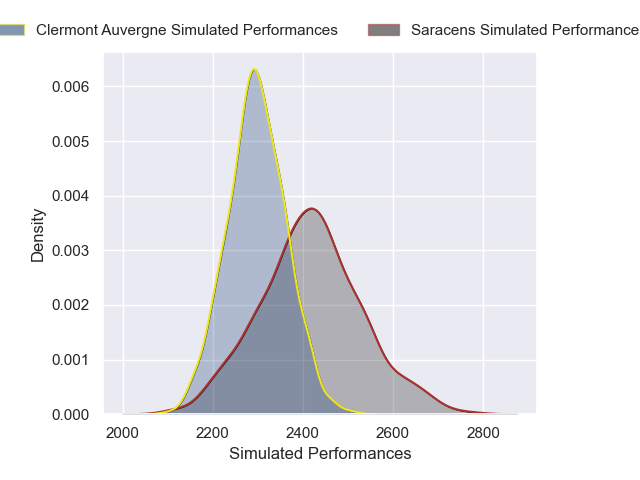 Clermont Auvergne Simulated Performances
Saracens Simulated Performance
Density
0.006
0.005
0.004
0.003
0.002
0.001
0.000
2000 2200 2400 2600 2800
Simulated Performances